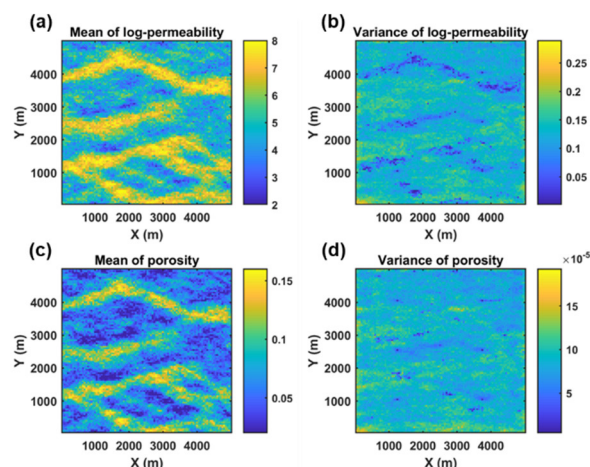 (a)
Mean of log-permeability
Y (m)
4000
3000
2000
1000
1000 2000 3000 4000
X (m)
8
7
6
5
4
3
2
(b)
Variance of log-permeability
Y (m)
4000
3000
2000
1000
1000 2000 3000 4000
X (m)
0.25
0.20
0.15
0.10
0.05
(c)
Mean of porosity
Y (m)
4000
3000
2000
1000
1000 2000 3000 4000
X (m)
0.15
0.1
0.05
(d)
Variance of porosity
Y (m)
4000
3000
2000
1000
1000 2000 3000 4000
X (m)
×10⁻⁵
15
10
5